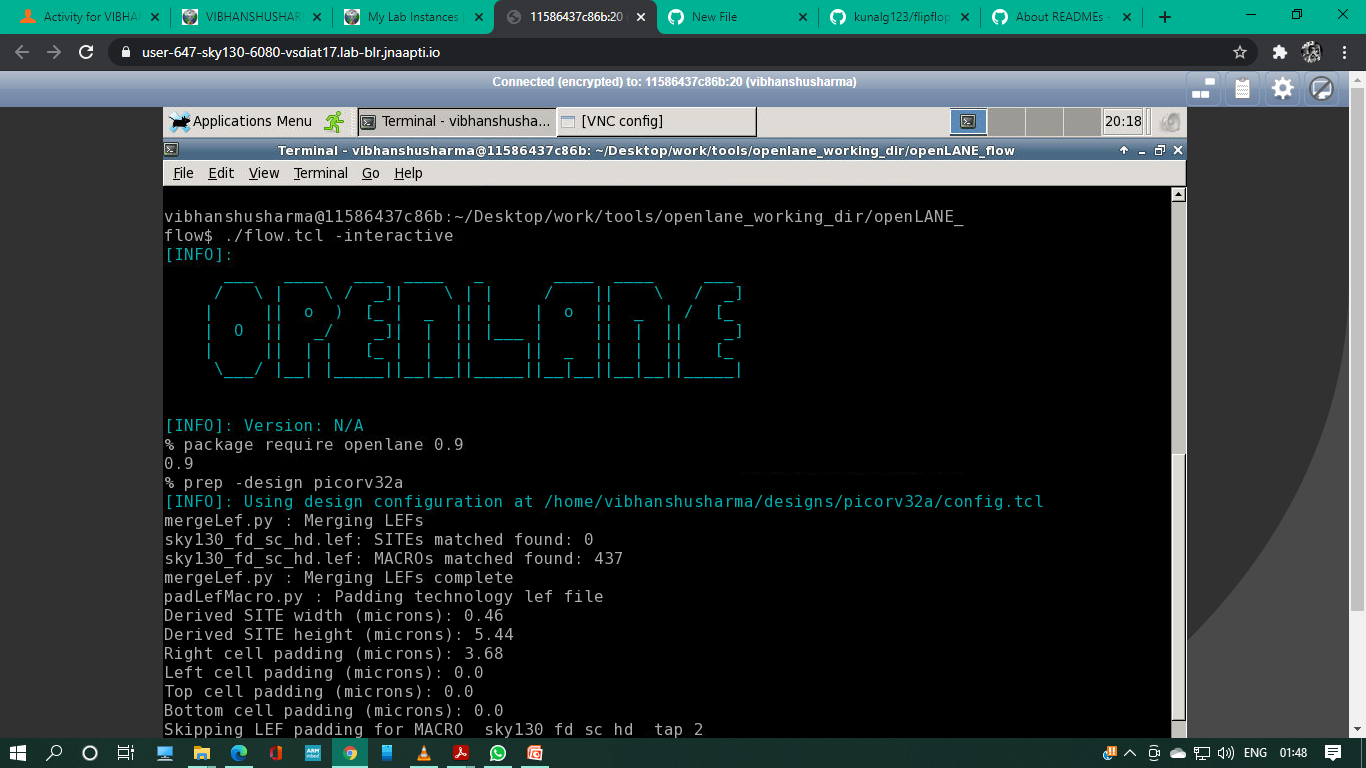 Activity for VIBHAN
VIBHANSHUSHAR
My Lab Instances
11586437c86b:20
New File
kunalg123/flipflop
About READMEs -
user-647-sky130-6080-vsdiat17.lab-blr.jnaapti.io
Connected (encrypted) to: 11586437c86b:20 (vibhanshusharma)
Applications Menu
Terminal - vibhanshusha...
[VNC config]
20:18
Terminal - vibhanshusharma@11586437c86b: ~/Desktop/work/tools/openlane_working_dir/openLANE_flow
File Edit View Terminal Go Help
vibhanshusharma@11586437c86b:~/Desktop/work/tools/openlane_working_dir/openLANE_
flow$ ./flow.tcl -interactive
[INFO]:
OPENLANE
[INFO]: Version: N/A
% package require openlane 0.9
0.9
% prep -design picorv32a
[INFO]: Using design configuration at /home/vibhanshusharma/designs/picorv32a/config.tcl
mergeLef.py : Merging LEFs
sky130_fd_sc_hd.lef: SITEs matched found: 0
sky130_fd_sc_hd.lef: MACROs matched found: 437
mergeLef.py : Merging LEFs complete
padLefMacro.py : Padding technology lef file
Derived SITE width (microns): 0.46
Derived SITE height (microns): 5.44
Right cell padding (microns): 3.68
Left cell padding (microns): 0.0
Top cell padding (microns): 0.0
Bottom cell padding (microns): 0.0
Skipping LEF padding for MACRO sky130_fd_sc_hd__tap_2
ENG
01:48